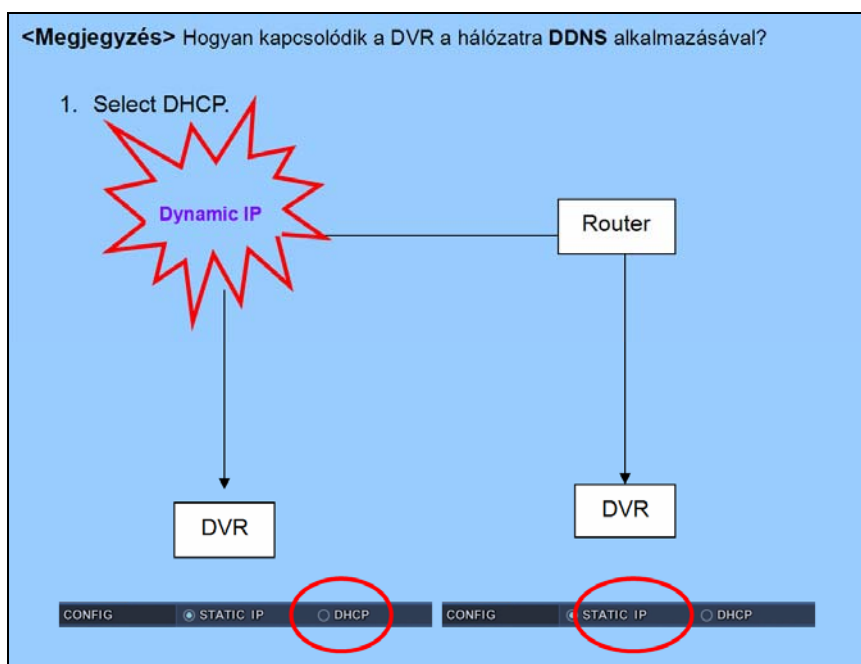 <Megjegyzés> Hogyan kapcsolódik a DVR a hálózatra DDNS alkalmazásával?
1. Select DHCP.
Dynamic IP
Router
DVR
DVR
CONFIG STATIC IP DHCP
CONFIG STATIC IP DHCP